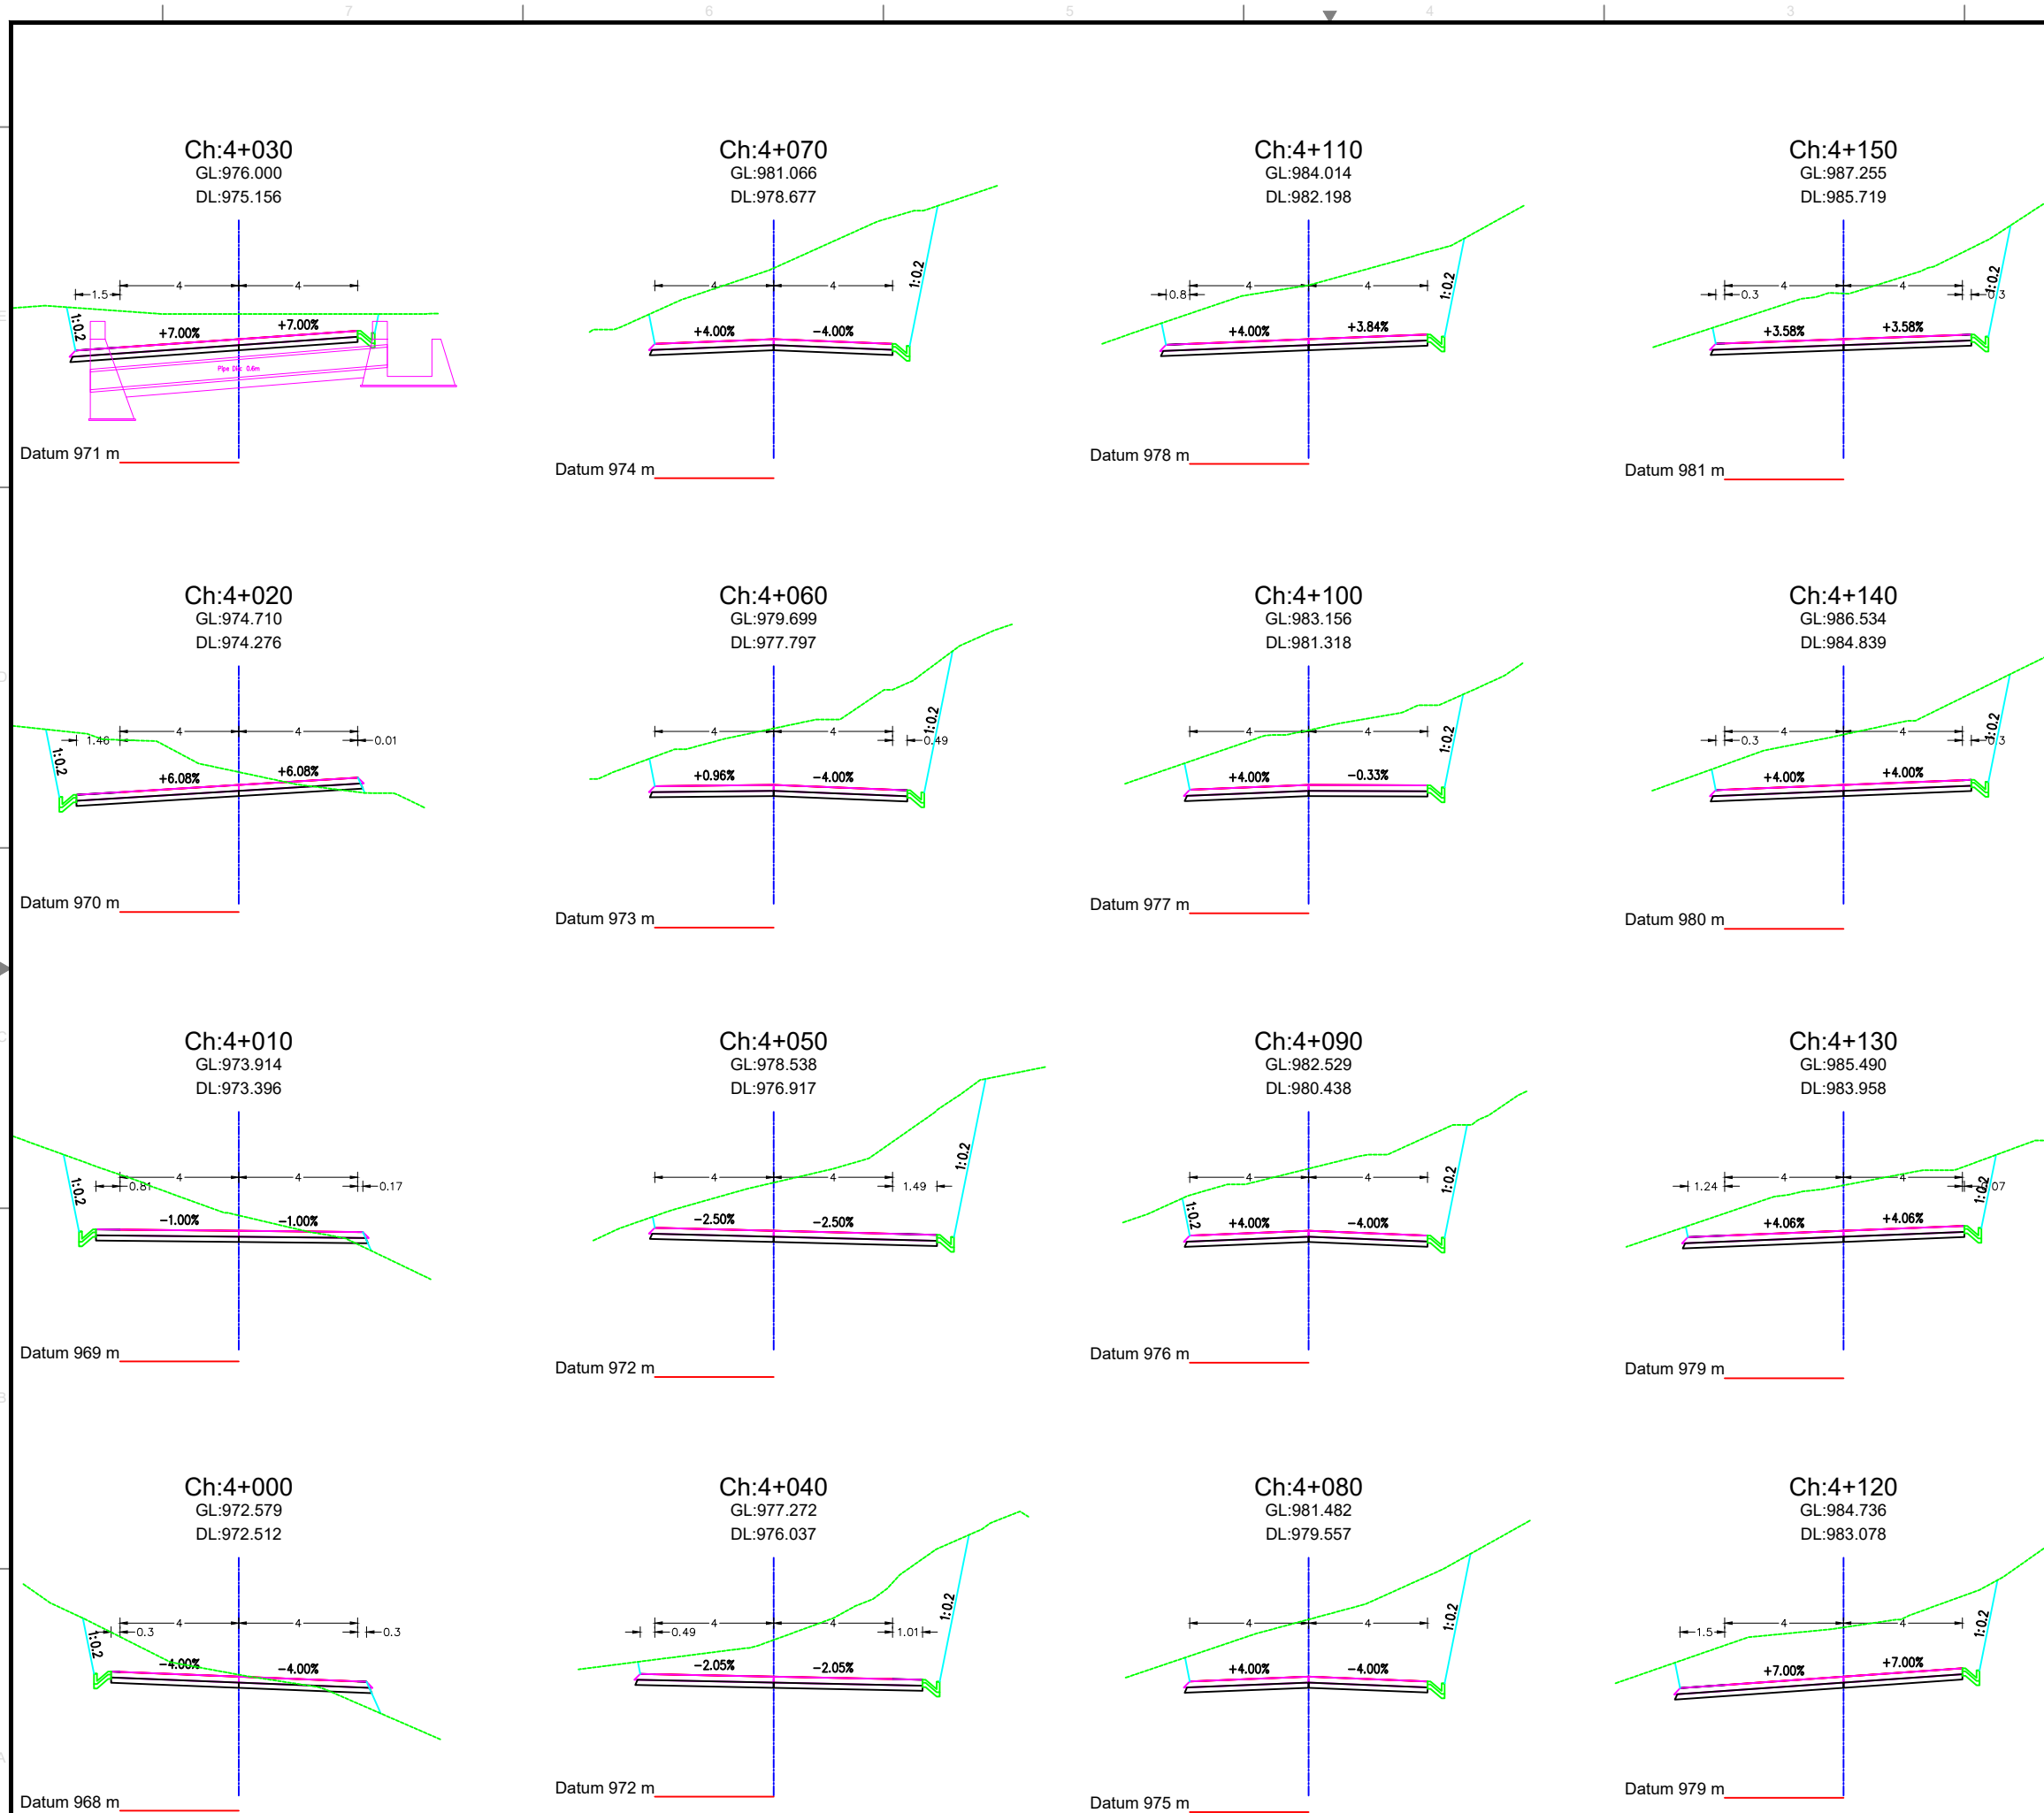 7 6 5 4 3
Ch:4+030
GL:976.000
DL:975.156
4 4
1.5
1:0.2
+7.00% +7.00%
Pipe Dia: 0.6m
Datum 971 m
Ch:4+070
GL:981.066
DL:978.677
4 4
1:0.2
+4.00% -4.00%
Datum 974 m
Ch:4+110
GL:984.014
DL:982.198
4 4
0.8
1:0.2
+4.00% +3.84%
Datum 978 m
Ch:4+150
GL:987.255
DL:985.719
4 4
0.3 0.3
1:0.2
+3.58% +3.58%
Datum 981 m
E
Ch:4+020
GL:974.710
DL:974.276
4 4
1.46 0.01
1:0.2
+6.08% +6.08%
Datum 970 m
Ch:4+060
GL:979.699
DL:977.797
4 4
0.49
1:0.2
+0.96% -4.00%
Datum 973 m
Ch:4+100
GL:983.156
DL:981.318
4 4
1:0.2
+4.00% -0.33%
Datum 977 m
Ch:4+140
GL:986.534
DL:984.839
4 4
0.3 0.3
1:0.2
+4.00% +4.00%
Datum 980 m
D
Ch:4+010
GL:973.914
DL:973.396
4 4
0.81 0.17
1:0.2
-1.00% -1.00%
Datum 969 m
Ch:4+050
GL:978.538
DL:976.917
4 4
1.49
1:0.2
-2.50% -2.50%
Datum 972 m
Ch:4+090
GL:982.529
DL:980.438
4 4
1:0.2
1:0.2
+4.00% -4.00%
Datum 976 m
Ch:4+130
GL:985.490
DL:983.958
4 4
1.24 0.07
1:0.2
+4.06% +4.06%
Datum 979 m
C
B
Ch:4+000
GL:972.579
DL:972.512
4 4
0.3 0.3
1:0.2
-4.00% -4.00%
Datum 968 m
Ch:4+040
GL:977.272
DL:976.037
4 4
0.49 1.01
1:0.2
-2.05% -2.05%
Datum 972 m
Ch:4+080
GL:981.482
DL:979.557
4 4
1:0.2
+4.00% -4.00%
Datum 975 m
Ch:4+120
GL:984.736
DL:983.078
4 4
1.5
1:0.2
+7.00% +7.00%
Datum 979 m
A